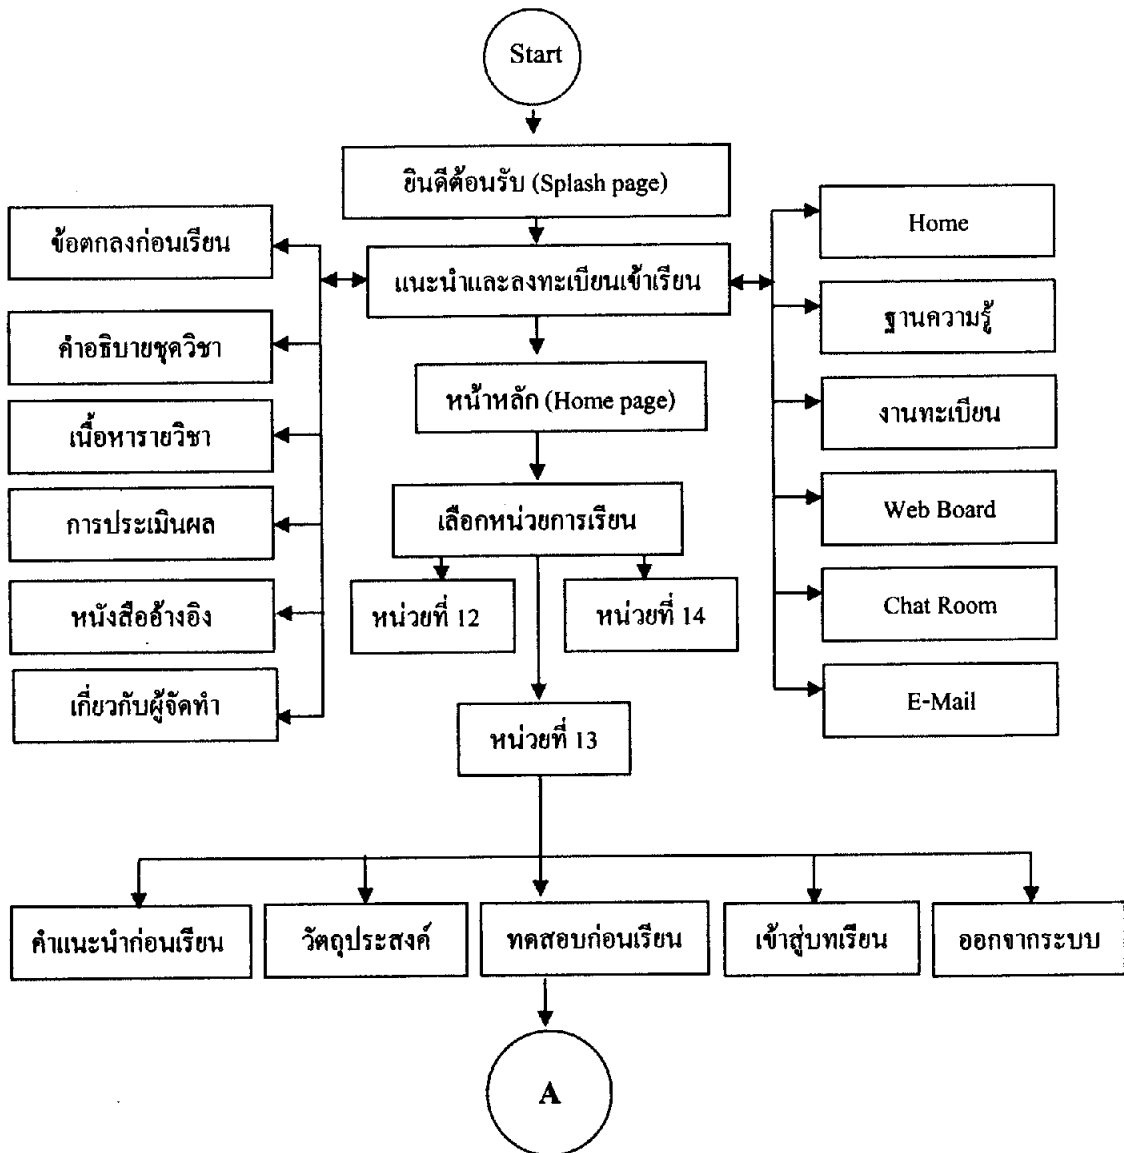 Start
ยินดีต้อนรับ (Splash page)
ข้อตกลงก่อนเรียน
แนะนำและลงทะเบียนเข้าเรียน
Home
คำอธิบายชุดวิชา
หน้าหลัก (Home page)
ฐานความรู้
เนื้อหารายวิชา
งานทะเบียน
การประเมินผล
เลือกหน่วยการเรียน
Web Board
หนังสืออ้างอิง
หน่วยที่ 12
หน่วยที่ 14
Chat Room
เกี่ยวกับผู้จัดทำ
หน่วยที่ 13
E-Mail
คำแนะนำก่อนเรียน
วัตถุประสงค์
ทดสอบก่อนเรียน
เข้าสู่บทเรียน
ออกจากระบบ
A